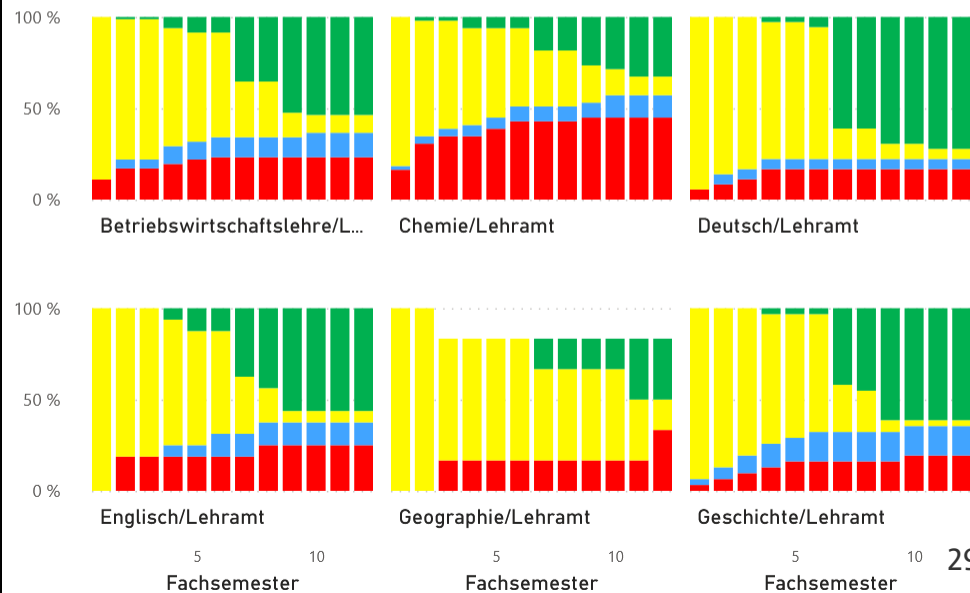 100 %
50 %
0 %
Betriebswirtschaftslehre/L... Chemie/Lehramt Deutsch/Lehramt
100 %
50 %
0 %
Englisch/Lehramt Geographie/Lehramt Geschichte/Lehramt
5 10 5 10 5 10 29
Fachsemester Fachsemester Fachsemester